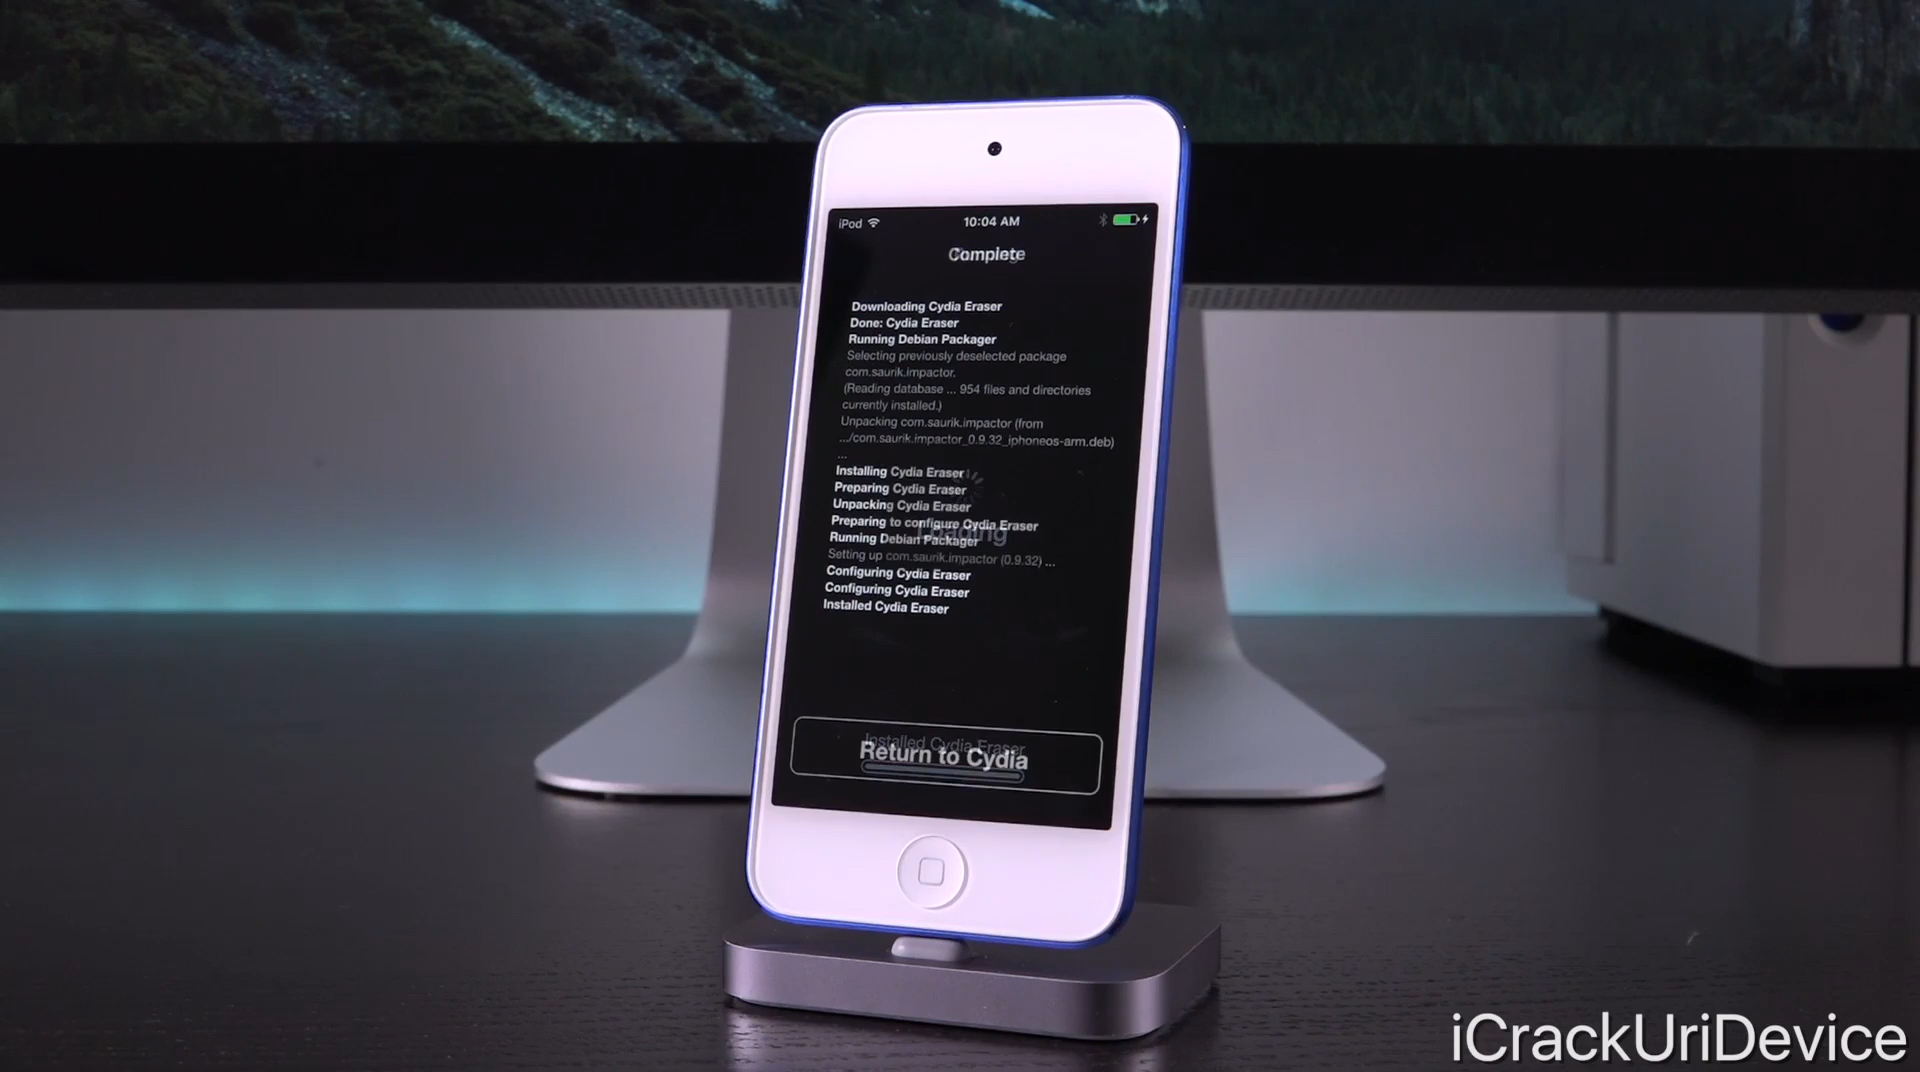 iPod
10:04 AM
Complete
Downloading Cydia Eraser
Done: Cydia Eraser
Running Debian Packager
Selecting previously deselected package
com.saurik.impactor.
(Reading database ... 954 files and directories
currently installed.)
Unpacking com.saurik.impactor (from
.../com.saurik.impactor_0.9.32_iphoneos-arm.deb)
...
Installing Cydia Eraser
Preparing Cydia Eraser
Unpacking Cydia Eraser
Preparing to configure Cydia Eraser
Loading
Running Debian Packager
Setting up com.saurik.impactor (0.9.32) ...
Configuring Cydia Eraser
Configuring Cydia Eraser
Installed Cydia Eraser
Installed Cydia Eraser
Return to Cydia
iCrackUriDevice